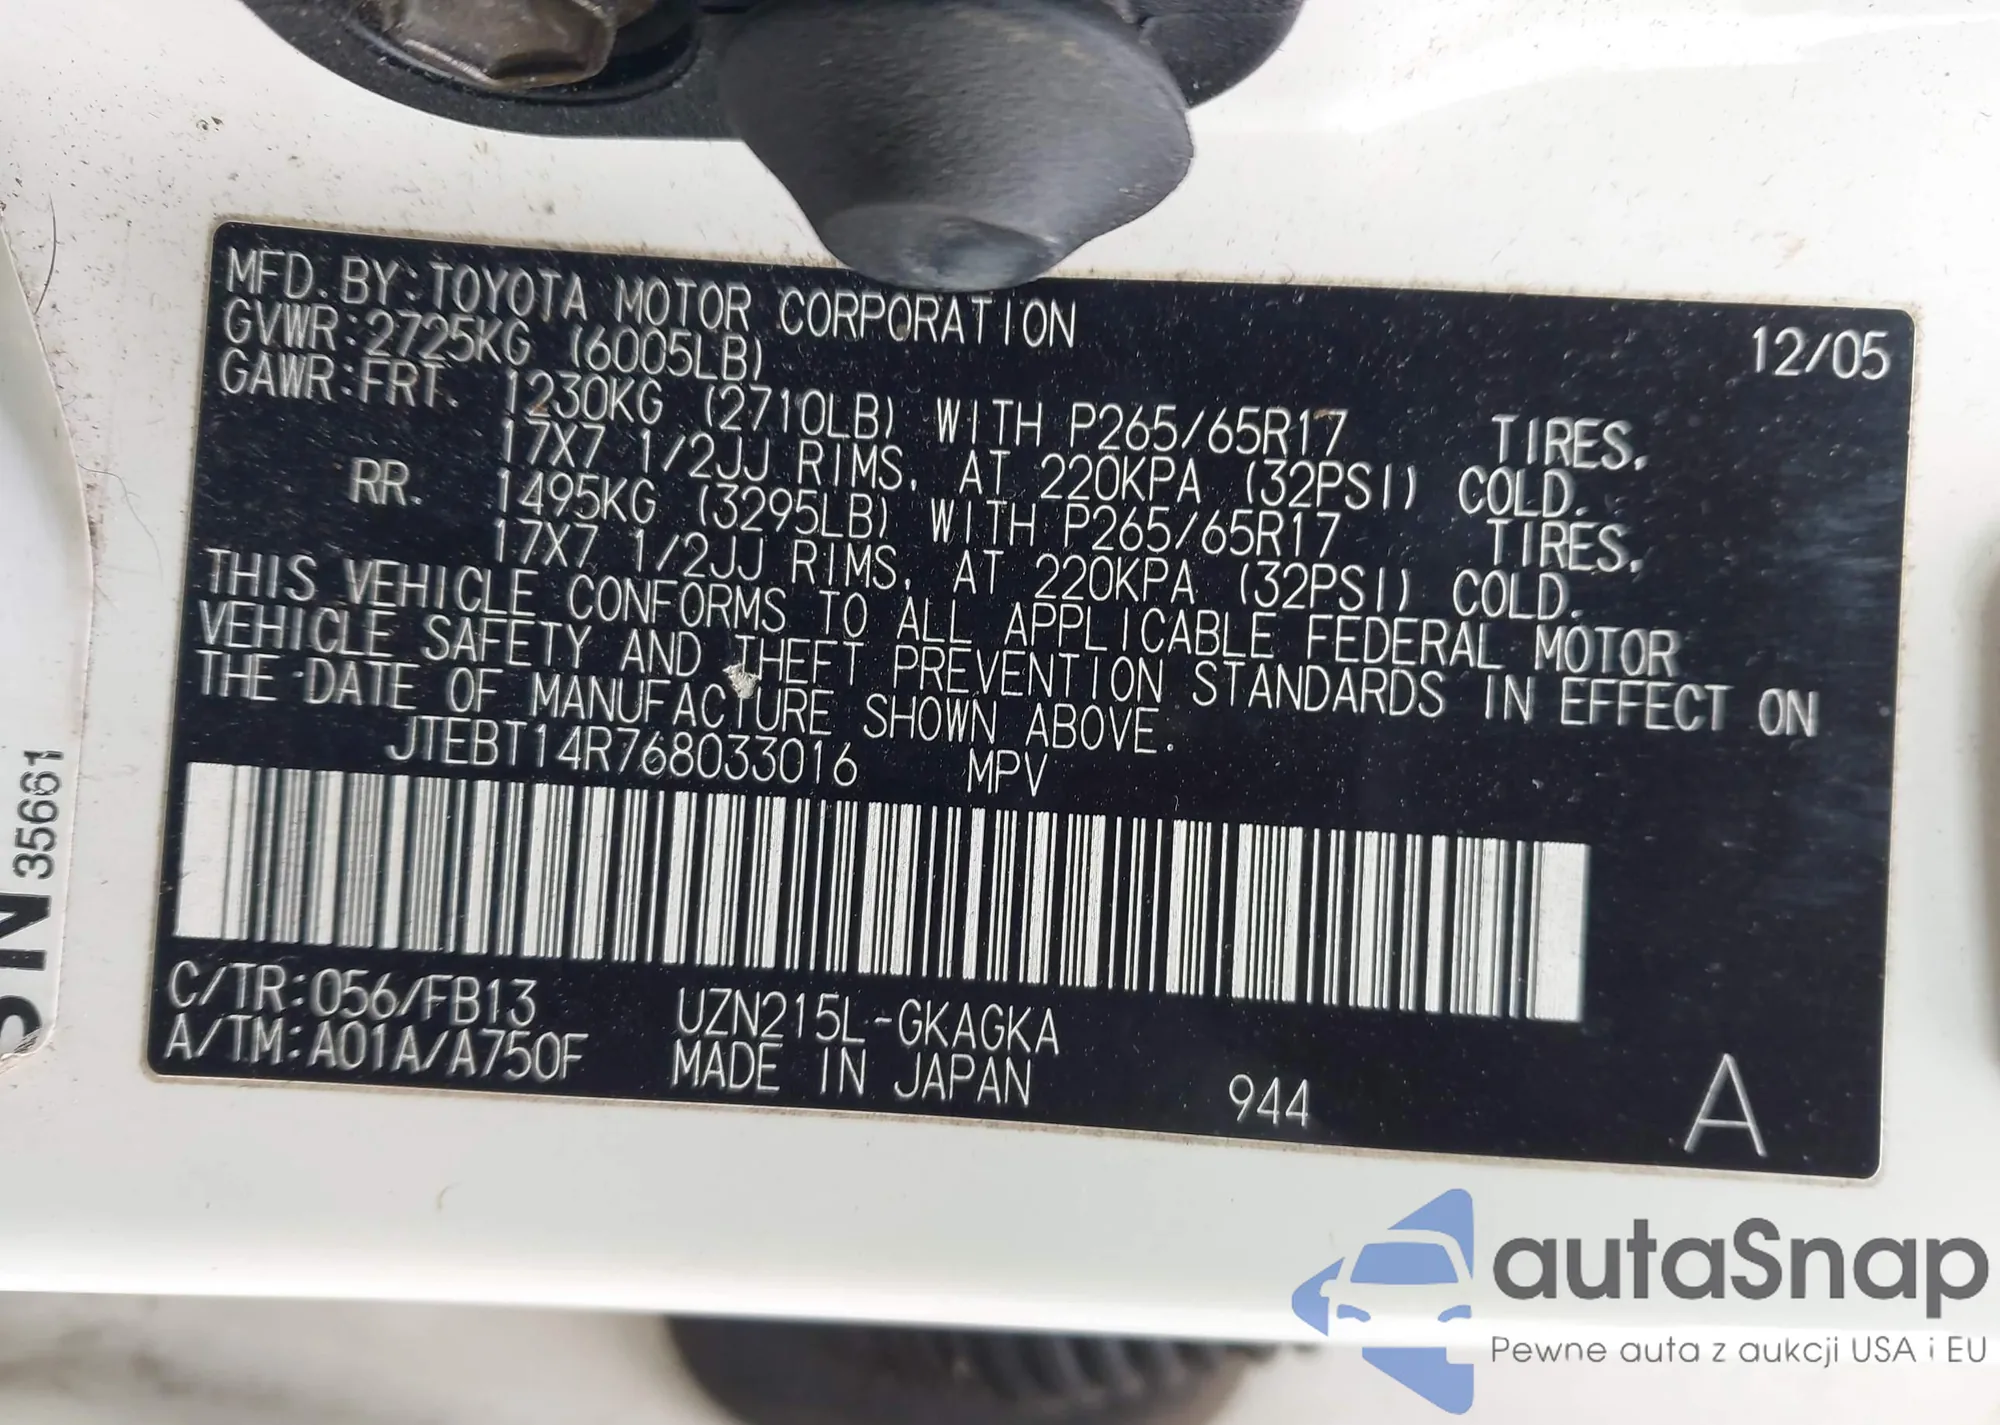 MFD. BY:TOYOTA MOTOR CORPORATION 12/05
GVWR:2725KG (6005LB)
GAWR:FRT. 1230KG (2710LB) WITH P265/65R17 TIRES,
17X7 1/2JJ RIMS, AT 220KPA (32PSI) COLD.
RR. 1495KG (3295LB) WITH P265/65R17 TIRES,
17X7 1/2JJ RIMS, AT 220KPA (32PSI) COLD.
THIS VEHICLE CONFORMS TO ALL APPLICABLE FEDERAL MOTOR
VEHICLE SAFETY AND THEFT PREVENTION STANDARDS IN EFFECT ON
THE DATE OF MANUFACTURE SHOWN ABOVE.
JTEBT14R768033016 MPV
C/TR:056/FB13 UZN215L-GKAGKA
A/TM:A01A/A750F MADE IN JAPAN 944 A
35661
autaSnap
Pewne auta z aukcji USA i EU